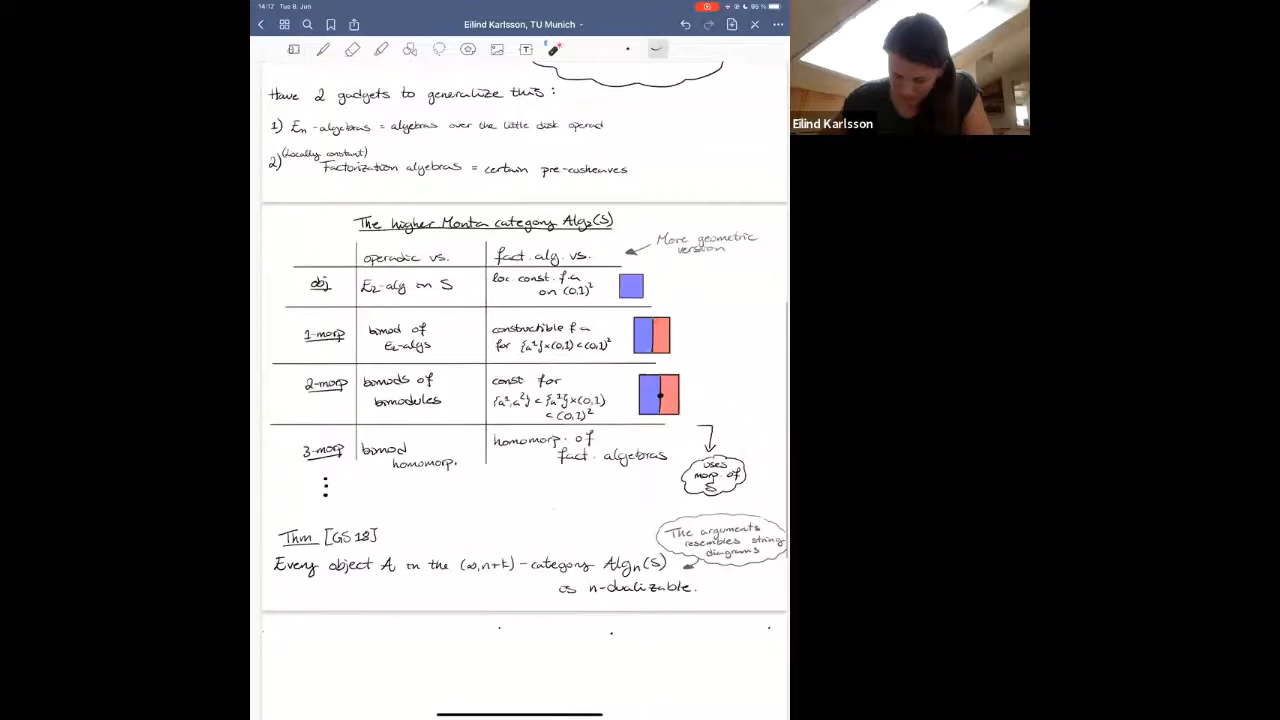 14:17 Tue 8. Jun
95 %
Eilind Karlsson, TU Munich
Have 2 gadgets to generalize this:
1) En-algebras = algebras over the little disk operad
(locally constant)
2) Factorization algebras = certain pre-cosheaves
The higher Morita category Alg₂(S)
More geometric version
operadic vs. fact. alg. vs.
obj E₂-alg in S loc. const. f.a on (0,1)²
1-morp bimod of E₂-algs constructible f.a for {a¹}×(0,1)<(0,1)²
2-morp bimods of bimodules const for {a¹,a²}<{a¹}×(0,1)<(0,1)²
3-morp bimod homomorp. homomorp. of fact. algebras
uses morp. of S
Thm [GS18]
The arguments resembles string diagrams
Every object A in the (∞,n+k)-category Algn(S)
is n-dualizable.
Eilind Karlsson